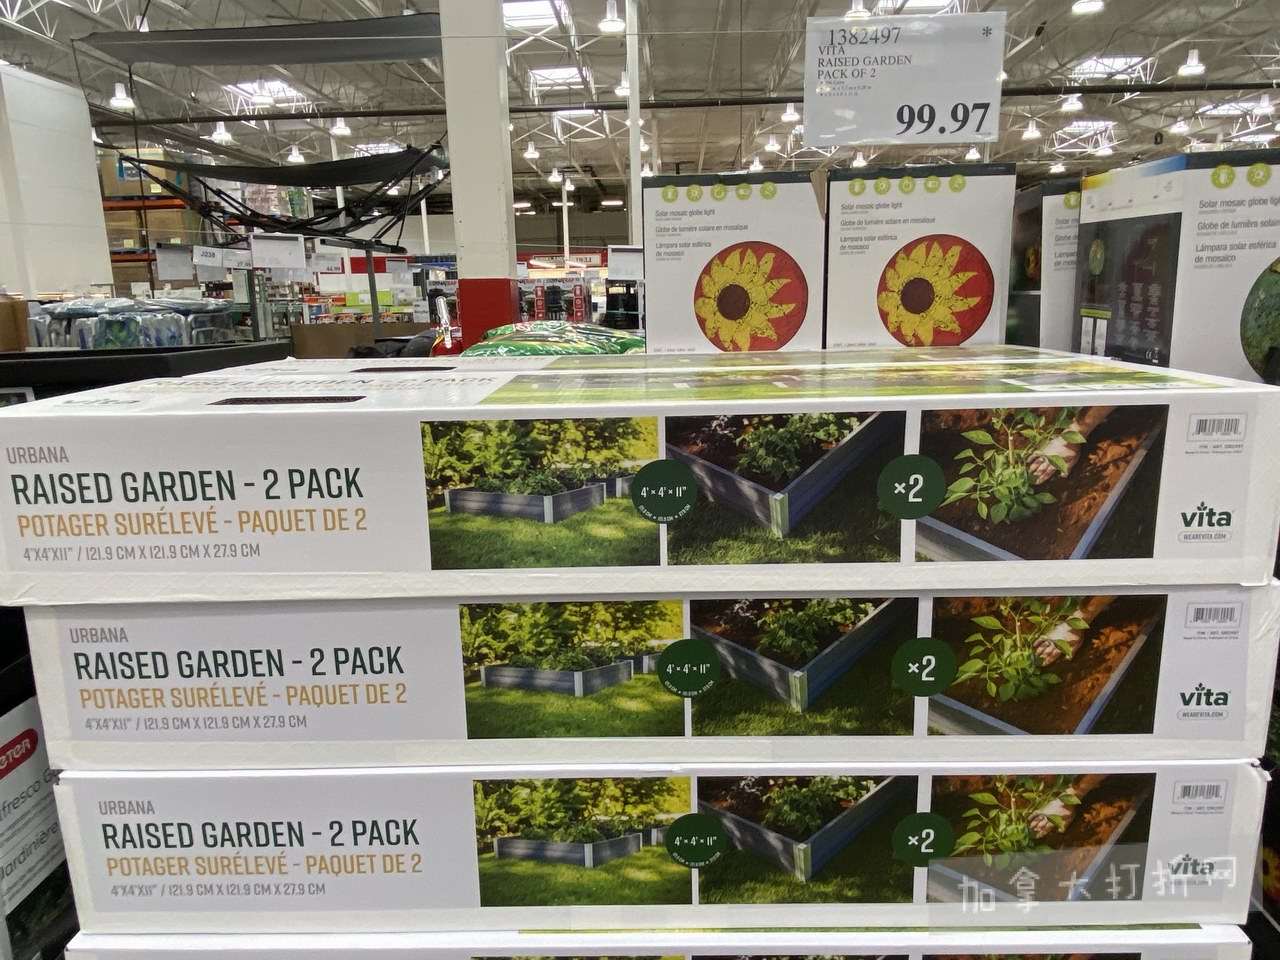 1382497 *
VITA
RAISED GARDEN
PACK OF 2
99.97
Solar mosaic globe light
Globe de lumière solaire en mosaïque
Lámpara solar esférica
de mosaico
Solar mosaic globe light
Globe de lumière solaire en mosaïque
Lámpara solar esférica
de mosaico
Solar mosaic globe
Globe de lumière solaire
Lámpara solar esférica
de mosaico
URBANA
RAISED GARDEN - 2 PACK
POTAGER SURÉLEVÉ - PAQUET DE 2
4'X4'X11" / 121.9 CM X 121.9 CM X 27.9 CM
4' × 4' × 11"
×2
vita
WEAREVITA.COM
URBANA
RAISED GARDEN - 2 PACK
POTAGER SURÉLEVÉ - PAQUET DE 2
4'X4'X11" / 121.9 CM X 121.9 CM X 27.9 CM
4' × 4' × 11"
×2
vita
WEAREVITA.COM
URBANA
RAISED GARDEN - 2 PACK
POTAGER SURÉLEVÉ - PAQUET DE 2
4'X4'X11" / 121.9 CM X 121.9 CM X 27.9 CM
4' × 4' × 11"
×2
vita
加拿大打折网